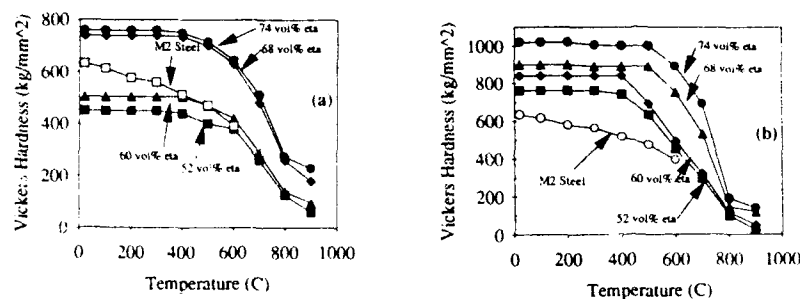 800
600
400
200
0
0 200 400 600 800 1000
Vickers Hardness (kg/mm^2)
Temperature (C)
74 vol% eta
68 vol% eta
M2 Steel
(a)
60 vol% eta
52 vol% eta
1000
800
600
400
200
0
0 200 400 600 800 1000
Vickers Hardness (kg/mm^2)
Temperature (C)
74 vol% eta
68 vol% eta
(b)
M2 Steel
60 vol% eta
52 vol% eta